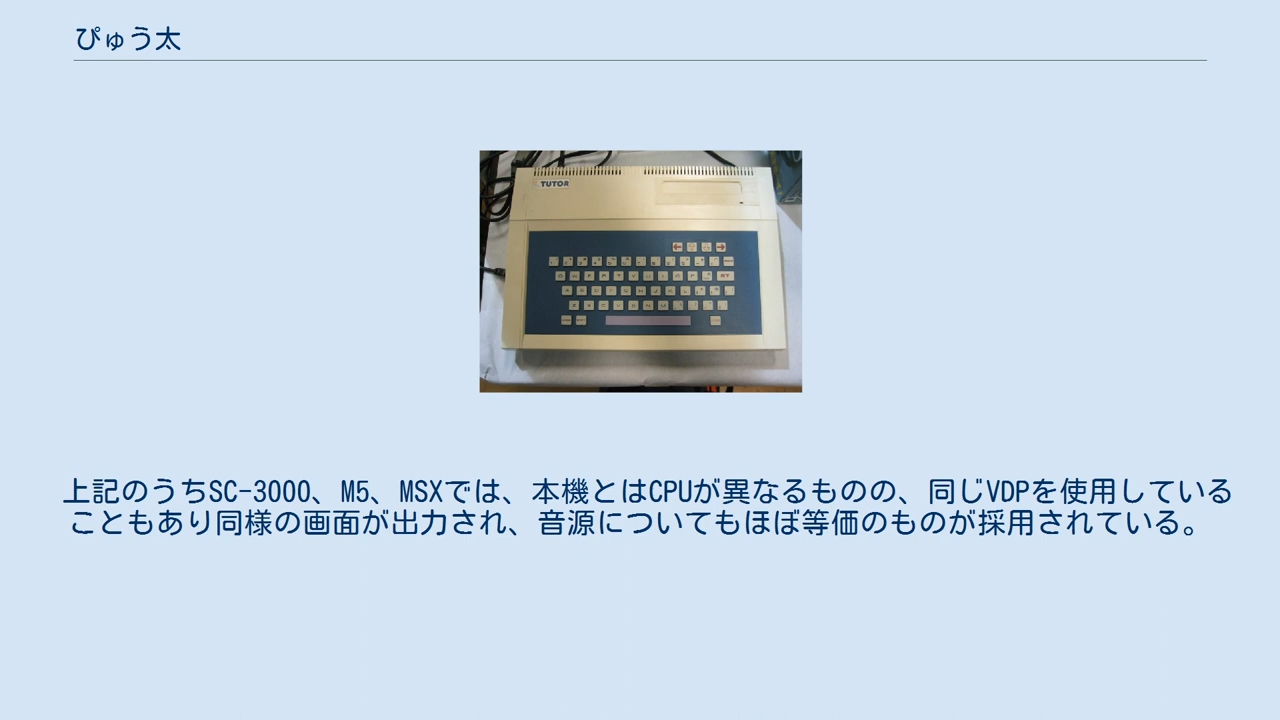 ぴゅう太
TUTOR
上記のうちSC-3000、M5、MSXでは、本機とはCPUが異なるものの、同じVDPを使用している
こともあり同様の画面が出力され、音源についてもほぼ等価のものが採用されている。